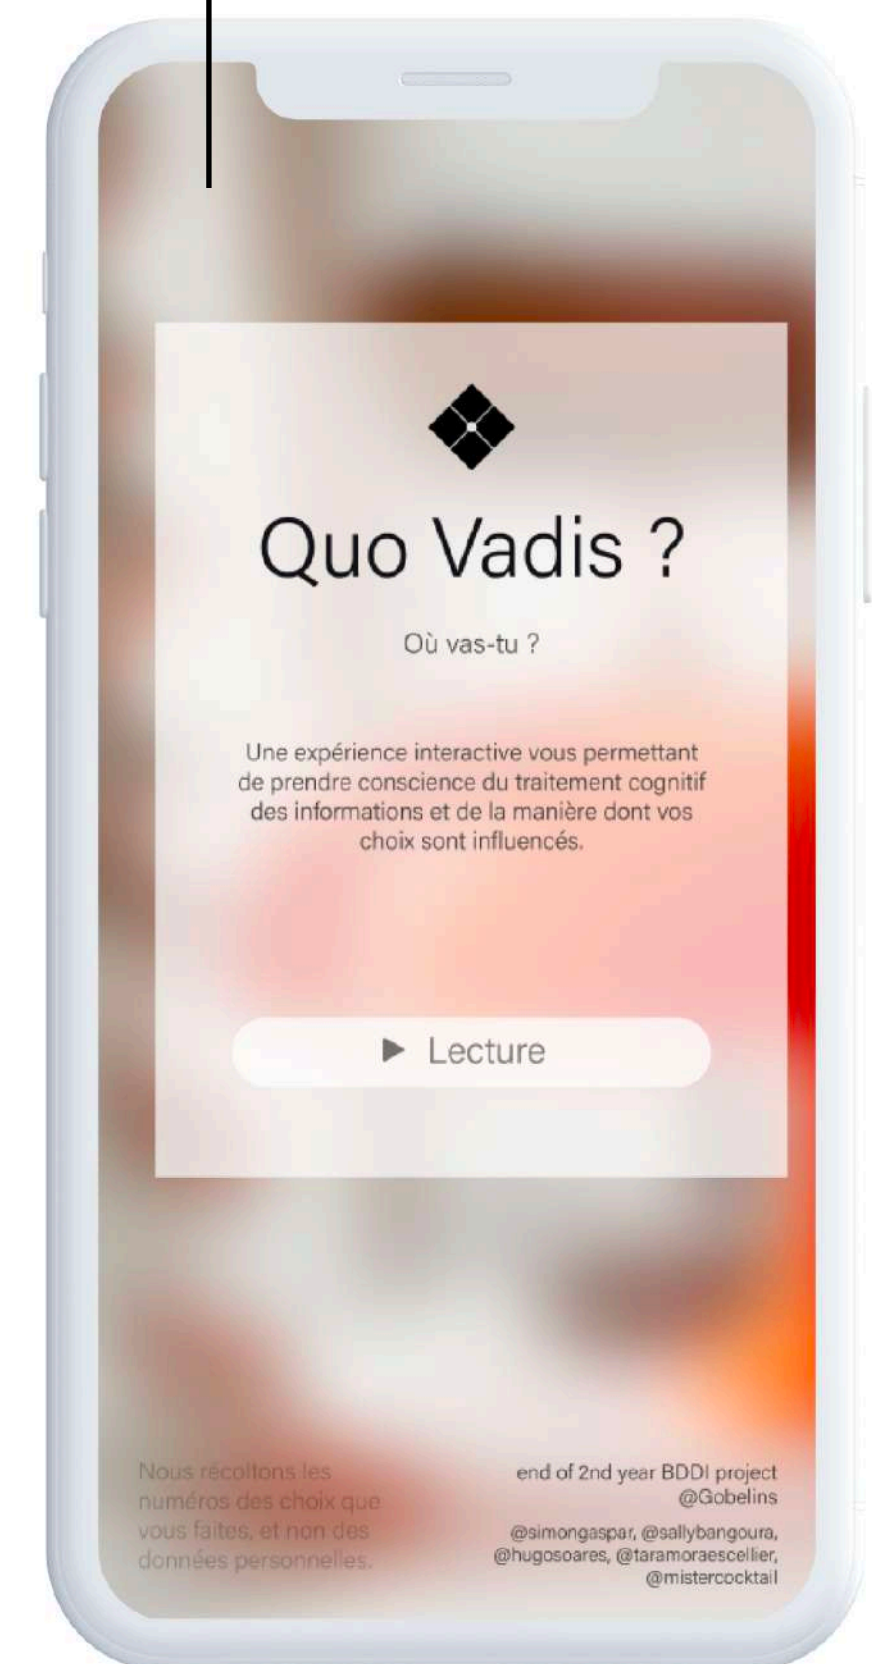 Quo Vadis ?
Où vas-tu ?
Une expérience interactive vous permettant
de prendre conscience du traitement cognitif
des informations et de la manière dont vos
choix sont influencés.
▶ Lecture
Nous récoltons les
numéros des choix que
vous faites, et non des
données personnelles.
end of 2nd year BDDI project
@Gobelins
@simongaspar, @sallybangoura,
@hugosoares, @taramoraescellier,
@mistercocktail